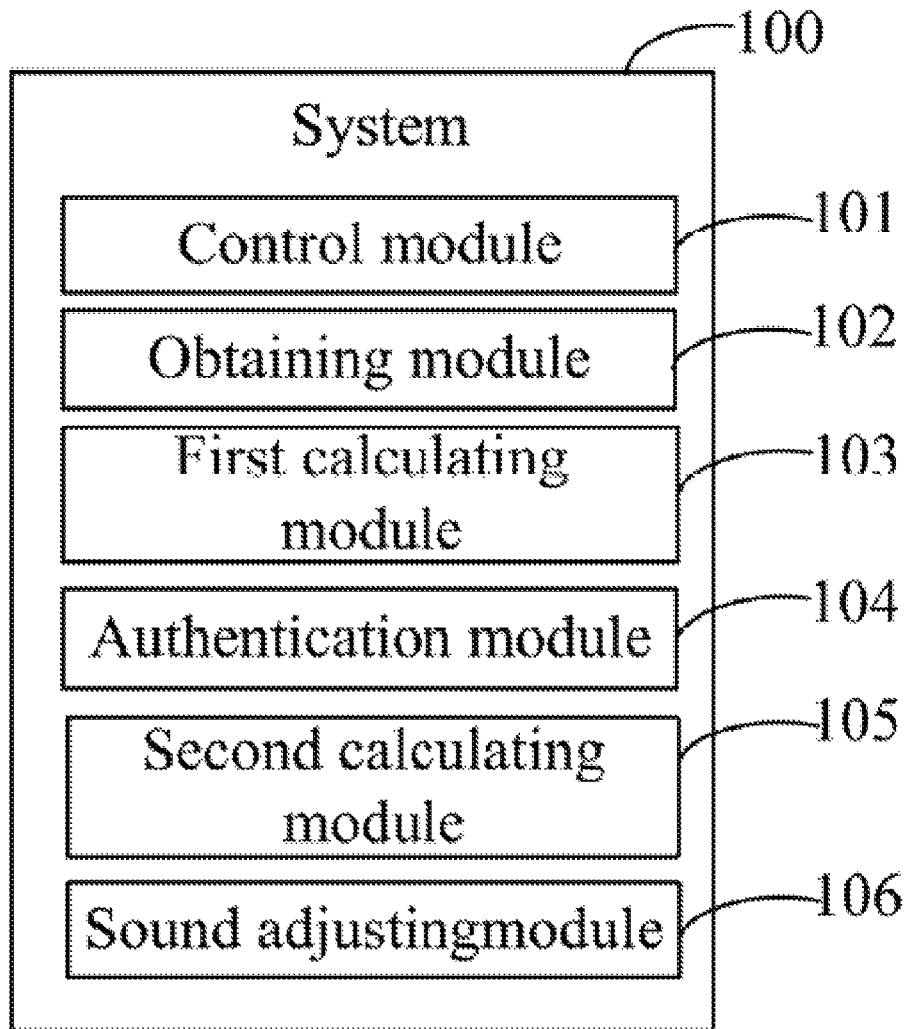 100
System
Control module
101
Obtaining module
102
First calculating
module
103
Authentication module
104
Second calculating
module
105
Sound adjustingmodule
106